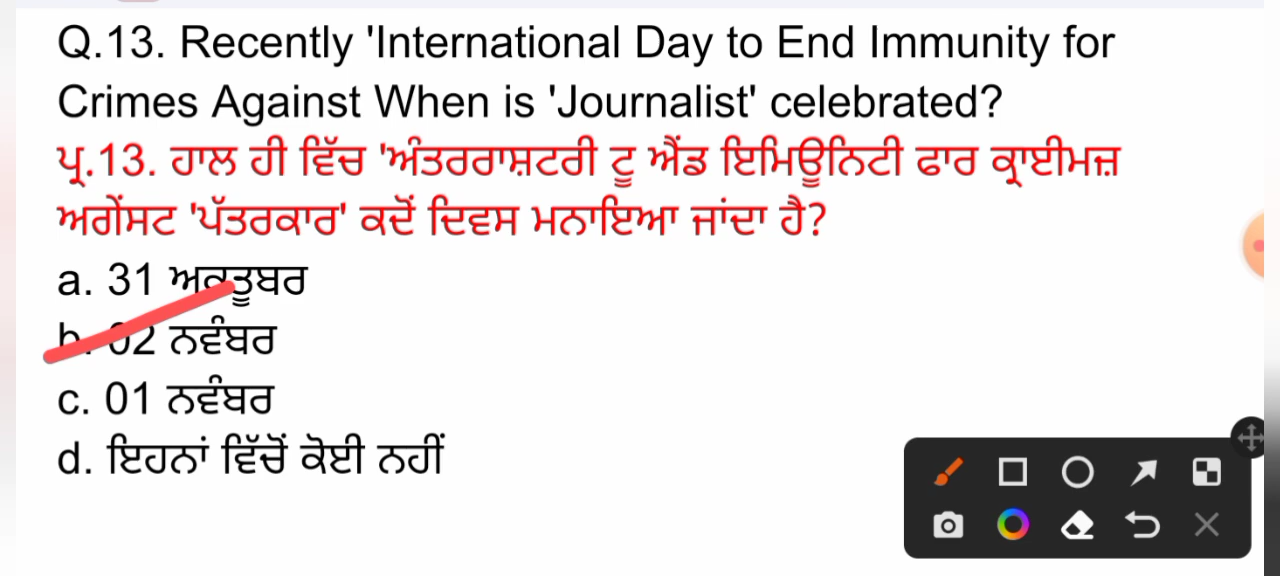 Q.13. Recently 'International Day to End Immunity for
Crimes Against When is 'Journalist' celebrated?
ਪ੍ਰ.13. ਹਾਲ ਹੀ ਵਿੱਚ 'ਅੰਤਰਰਾਸ਼ਟਰੀ ਟੂ ਐਂਡ ਇਮਿਊਨਿਟੀ ਫਾਰ ਕ੍ਰਾਈਮਜ਼
ਅਗੇਂਸਟ 'ਪੱਤਰਕਾਰ' ਕਦੋਂ ਦਿਵਸ ਮਨਾਇਆ ਜਾਂਦਾ ਹੈ?
a. 31 ਅਕਤੂਬਰ
b. 02 ਨਵੰਬਰ
c. 01 ਨਵੰਬਰ
d. ਇਹਨਾਂ ਵਿੱਚੋਂ ਕੋਈ ਨਹੀਂ